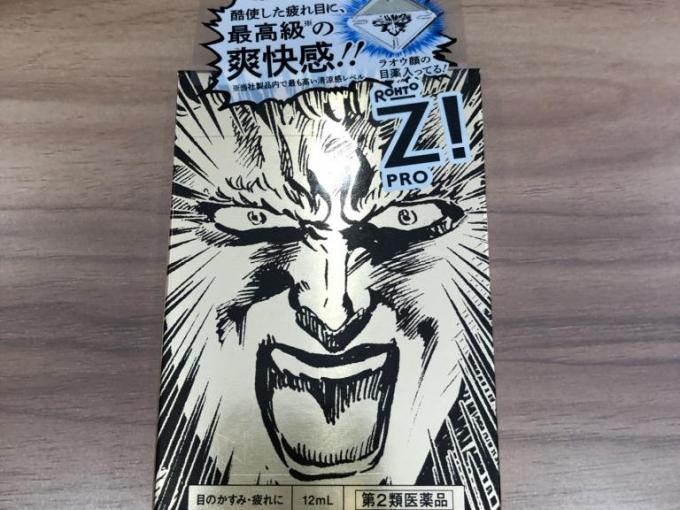 酷使した疲れ目に、
最高級※の
爽快感!!
※当社製品内で最も高い清涼感レベル
ラオウ顔の
目薬入ってる!
ROHTO
Z!
PRO
目のかすみ・疲れに
12mL
第2類医薬品